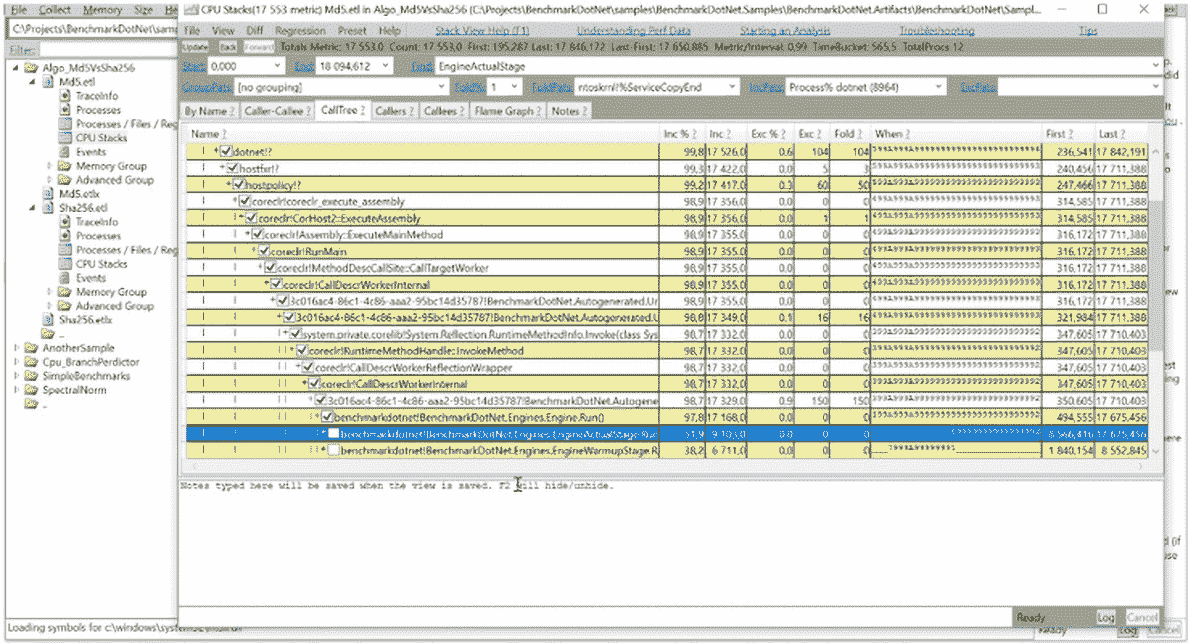 File Collect Memory Size He
C:\Projects\BenchmarkDotNet\sam
Filter:
Algo_Md5VsSha256
Md5.etl
TraceInfo
Processes
Processes / Files / Reg
CPU Stacks
Events
Memory Group
Advanced Group
Md5.etlx
Sha256.etl
TraceInfo
Processes
Processes / Files / Reg
CPU Stacks
Events
Memory Group
Advanced Group
Sha256.etlx
..
AnotherSample
Cpu_BranchPerdictor
SimpleBenchmarks
SpectralNorm
..
CPU Stacks(17 553 metric) Md5.etl in Algo_Md5VsSha256 (C:\Projects\BenchmarkDotNet\samples\BenchmarkDotNet.Samples\BenchmarkDotNet.Artifacts\BenchmarkDotNet\Sampl...
File View Diff Regression Preset Help Stack View Help (F1) Understanding Perf Data Starting an Analysis Troubleshooting Tips
Update Back Forward Totals Metric: 17 553,0 Count: 17 553,0 First: 195,287 Last: 17 846,172 Last-First: 17 650,885 Metric/Interval: 0,99 TimeBucket: 565,5 TotalProcs 12
Start: 0,000 End: 18 094,612 Find: EngineActualStage
GroupPats: [no grouping] Fold%: 1 FoldPats: ntoskrnl!%ServiceCopyEnd IncPats: Process% dotnet (8964) ExcPats:
By Name ? Caller-Callee ? CallTree ? Callers ? Callees ? Flame Graph ? Notes ?
Name ? Inc % ? Inc ? Exc % ? Exc ? Fold ? When ? First ? Last ?
dotnet!? 99,8 17 526,0 0.6 104 104 236,541 17 842,191
hostfxr!? 99,3 17 422,0 0.0 5 3 240,456 17 711,388
hostpolicy!? 99,2 17 417,0 0.3 60 50 247,466 17 711,388
coreclr!coreclr_execute_assembly 98,9 17 356,0 0.0 0 0 314,585 17 711,388
coreclr!CorHost2::ExecuteAssembly 98,9 17 356,0 0.0 1 1 314,585 17 711,388
coreclr!Assembly::ExecuteMainMethod 98,9 17 355,0 0.0 0 0 316,172 17 711,388
coreclr!RunMain 98,9 17 355,0 0.0 0 0 316,172 17 711,388
coreclr!MethodDescCallSite::CallTargetWorker 98,9 17 355,0 0.0 0 0 316,172 17 711,388
coreclr!CallDescrWorkerInternal 98,9 17 355,0 0.0 0 0 316,172 17 711,388
3c016ac4-86c1-4c86-aaa2-95bc14d35787!BenchmarkDotNet.Autogenerated.Ur 98,9 17 355,0 0.0 0 0 316,172 17 711,388
3c016ac4-86c1-4c86-aaa2-95bc14d35787!BenchmarkDotNet.Autogenerated.U 98,9 17 349,0 0.1 16 16 321,984 17 711,388
system.private.corelib!System.Reflection.RuntimeMethodInfo.Invoke(class Sys 98,7 17 332,0 0.0 0 0 347,605 17 710,403
coreclr!RuntimeMethodHandle::InvokeMethod 98,7 17 332,0 0.0 0 0 347,605 17 710,403
coreclr!CallDescrWorkerReflectionWrapper 98,7 17 332,0 0.0 0 0 347,605 17 710,403
coreclr!CallDescrWorkerInternal 98,7 17 332,0 0.0 0 0 347,605 17 710,403
3c016ac4-86c1-4c86-aaa2-95bc14d35787!BenchmarkDotNet.Autogene 98,7 17 329,0 0.9 150 150 350,605 17 710,403
benchmarkdotnet!BenchmarkDotNet.Engines.Engine.Run() 97,8 17 168,0 0.0 0 0 494,555 17 675,456
benchmarkdotnet!BenchmarkDotNet.Engines.EngineActualStage.Run 51,9 9 103,0 0.0 0 0 8 566,416 17 675,456
benchmarkdotnet!BenchmarkDotNet.Engines.EngineWarmupStage.R 38,2 6 711,0 0.0 0 0 1 840,154 8 552,845
Notes typed here will be saved when the view is saved. F2 will hide/unhide.
Ready Log Cancel
Loading symbols for c:\windows\system32\ntdll.dll
Ready Log Cancel